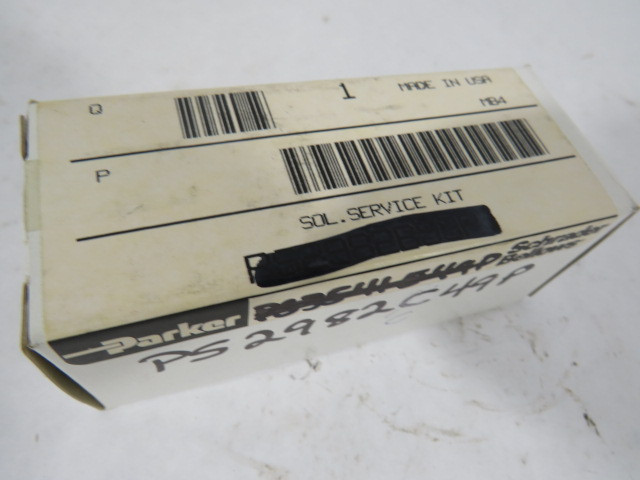 Q 1 MADE IN USA
MB4
P
SOL.SERVICE KIT
Parker Schrader
Bellows
PS2982C49P